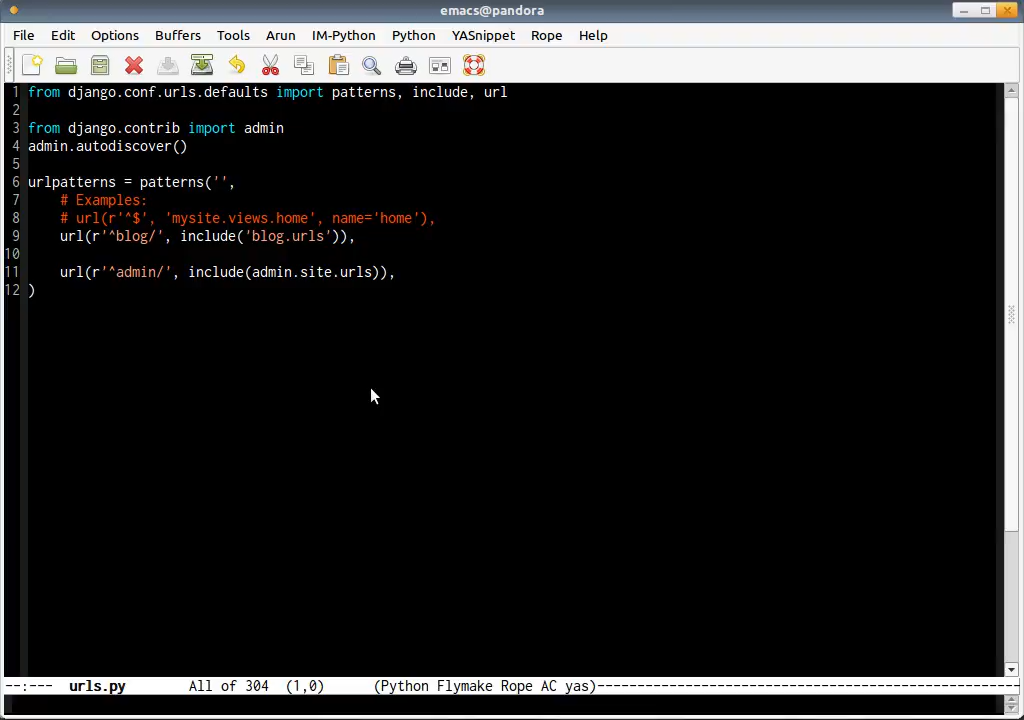 emacs@pandora
File Edit Options Buffers Tools Arun IM-Python Python YASnippet Rope Help
1 from django.conf.urls.defaults import patterns, include, url
2
3 from django.contrib import admin
4 admin.autodiscover()
5
6 urlpatterns = patterns('',
7     # Examples:
8     # url(r'^$', 'mysite.views.home', name='home'),
9     url(r'^blog/', include('blog.urls')),
10
11     url(r'^admin/', include(admin.site.urls)),
12 )
--:--- urls.py All of 304 (1,0) (Python Flymake Rope AC yas)-----------------------------------------------------